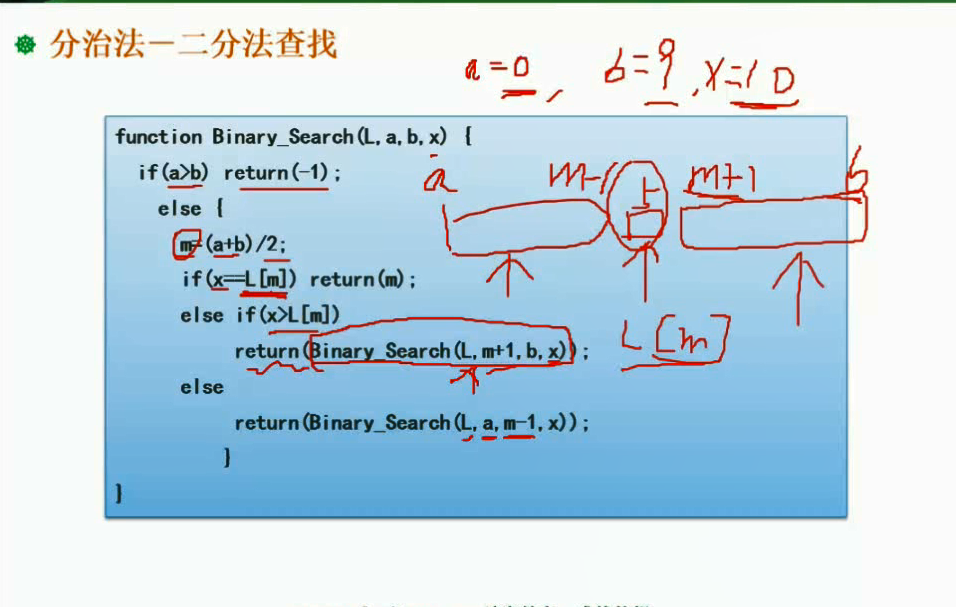 分治法－二分法查找
a=0, b=9, x=10
function Binary_Search(L,a,b,x) {
if(a>b) return(-1);
else {
m=(a+b)/2;
if(x==L[m]) return(m);
else if(x>L[m])
return(Binary_Search(L,m+1,b,x));
else
return(Binary_Search(L,a,m-1,x));
}
}
a m-1 m+1 b
L[m]